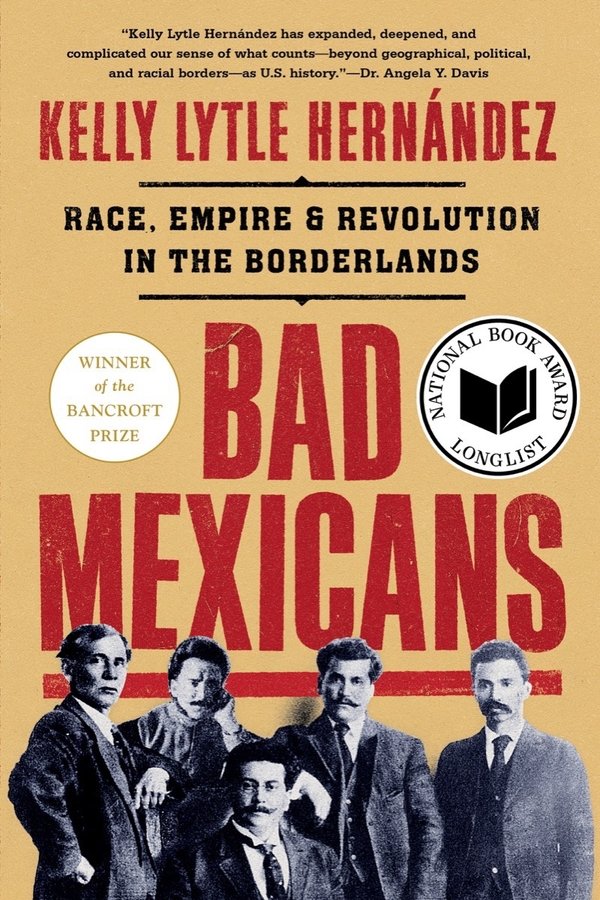 “Kelly Lytle Hernández has expanded, deepened, and
complicated our sense of what counts—beyond geographical, political,
and racial borders—as U.S. history.”—Dr. Angela Y. Davis
KELLY LYTLE HERNÁNDEZ
RACE, EMPIRE & REVOLUTION
IN THE BORDERLANDS
WINNER
of the
BANCROFT
PRIZE
NATIONAL BOOK AWARD
LONGLIST
BAD
MEXICANS